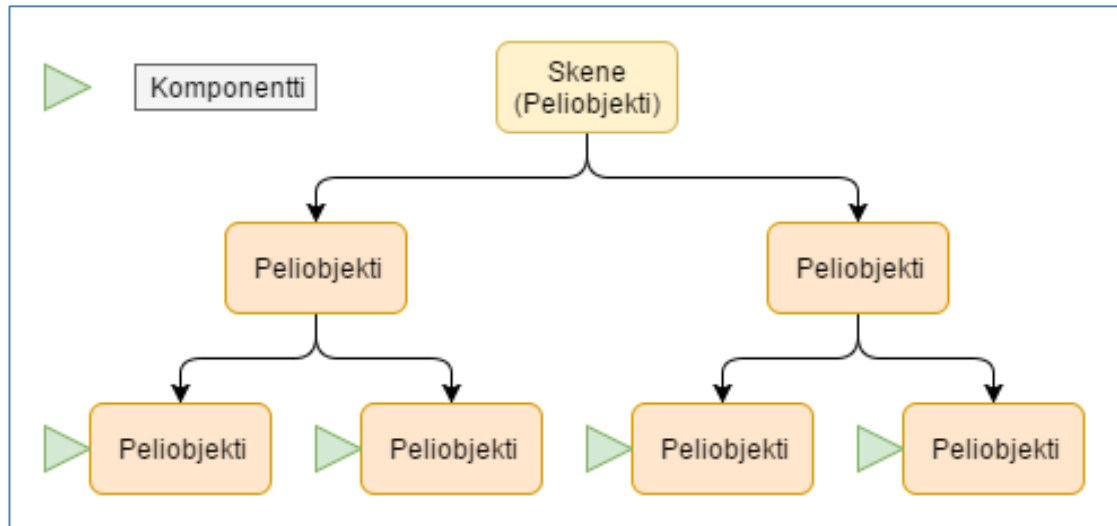 Komponentti
Skene
(Peliobjekti)
Peliobjekti
Peliobjekti
Peliobjekti
Peliobjekti
Peliobjekti
Peliobjekti